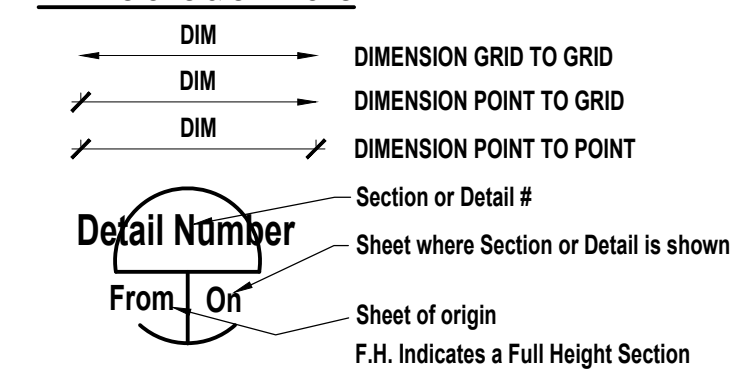 DIM
DIMENSION GRID TO GRID
DIM
DIMENSION POINT TO GRID
DIM
DIMENSION POINT TO POINT
Section or Detail #
Detail Number
Sheet where Section or Detail is shown
From
On
Sheet of origin
F.H. Indicates a Full Height Section